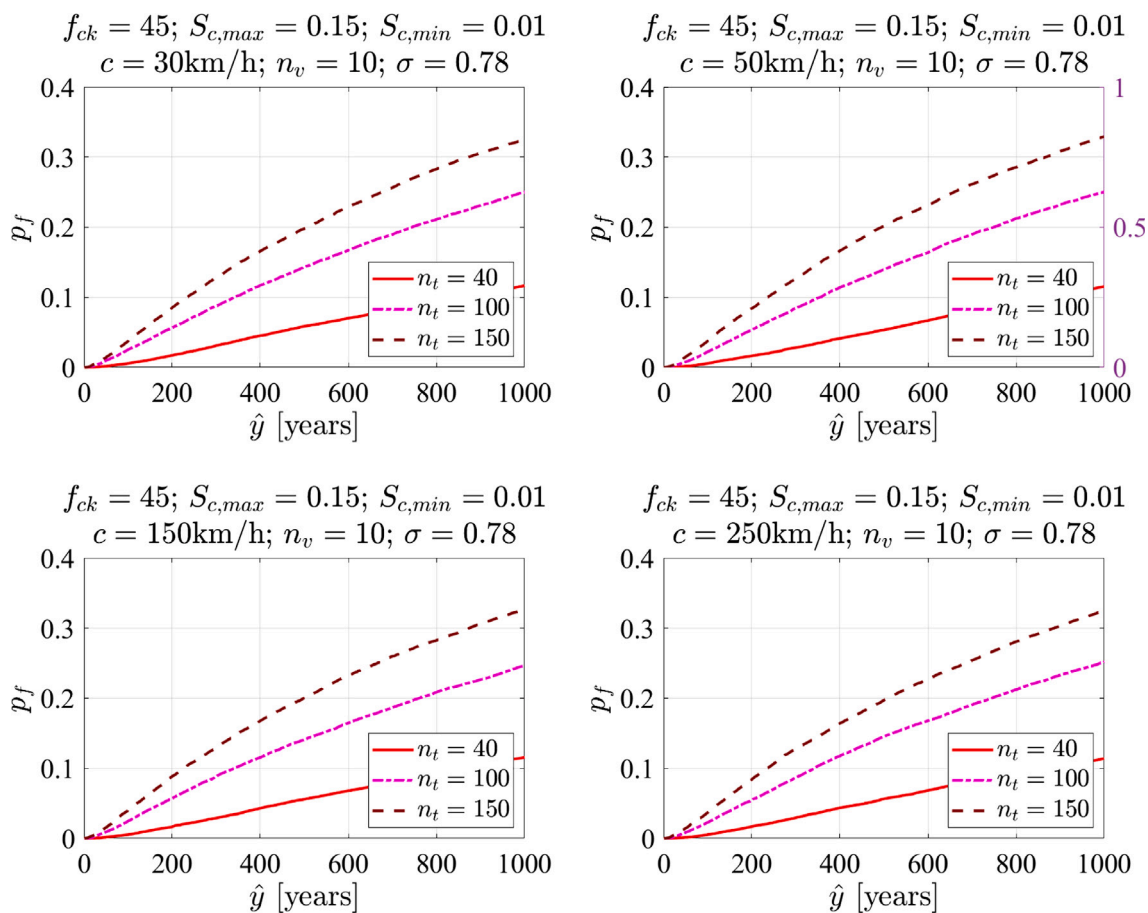 f_ck = 45; S_c,max = 0.15; S_c,min = 0.01
c = 30km/h; n_v = 10; σ = 0.78
0.4
0.3
0.2
0.1
0
p_f
n_t = 40
n_t = 100
n_t = 150
0 200 400 600 800 1000
ŷ [years]
f_ck = 45; S_c,max = 0.15; S_c,min = 0.01
c = 50km/h; n_v = 10; σ = 0.78
0.4
0.3
0.2
0.1
0
p_f
1
0.5
0
n_t = 40
n_t = 100
n_t = 150
0 200 400 600 800 1000
ŷ [years]
f_ck = 45; S_c,max = 0.15; S_c,min = 0.01
c = 150km/h; n_v = 10; σ = 0.78
0.4
0.3
0.2
0.1
0
p_f
n_t = 40
n_t = 100
n_t = 150
0 200 400 600 800 1000
ŷ [years]
f_ck = 45; S_c,max = 0.15; S_c,min = 0.01
c = 250km/h; n_v = 10; σ = 0.78
0.4
0.3
0.2
0.1
0
p_f
n_t = 40
n_t = 100
n_t = 150
0 200 400 600 800 1000
ŷ [years]